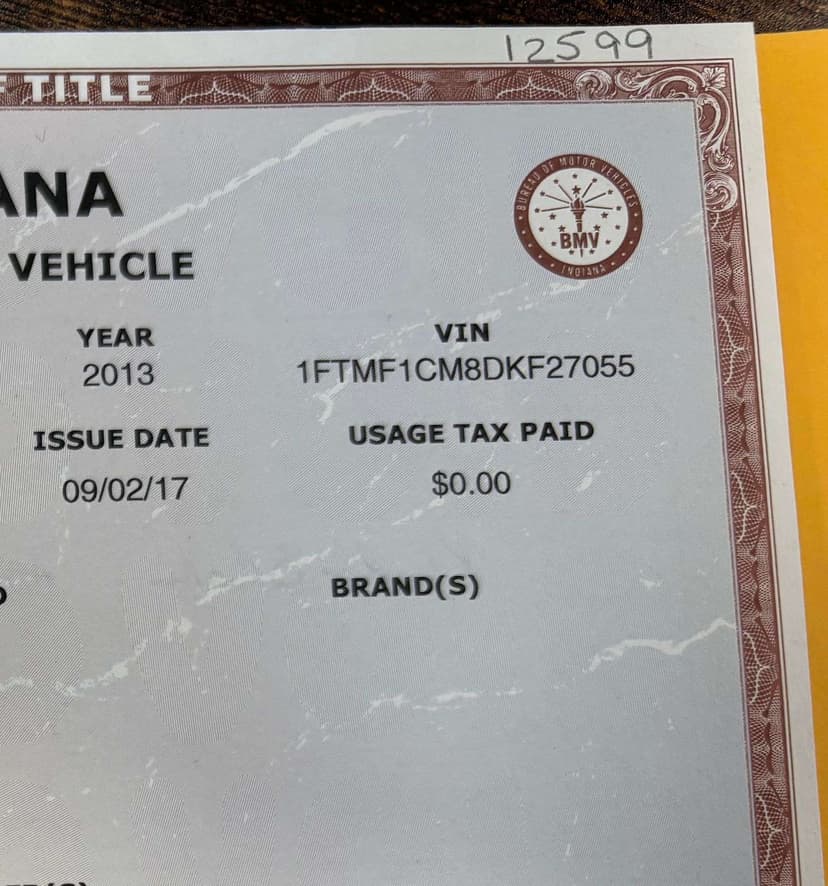 12599
TITLE
ANA
BUREAU OF MOTOR VEHICLES
BMV
INDIANA
VEHICLE
YEAR
VIN
2013
1FTMF1CM8DKF27055
ISSUE DATE
USAGE TAX PAID
09/02/17
$0.00
BRAND(S)